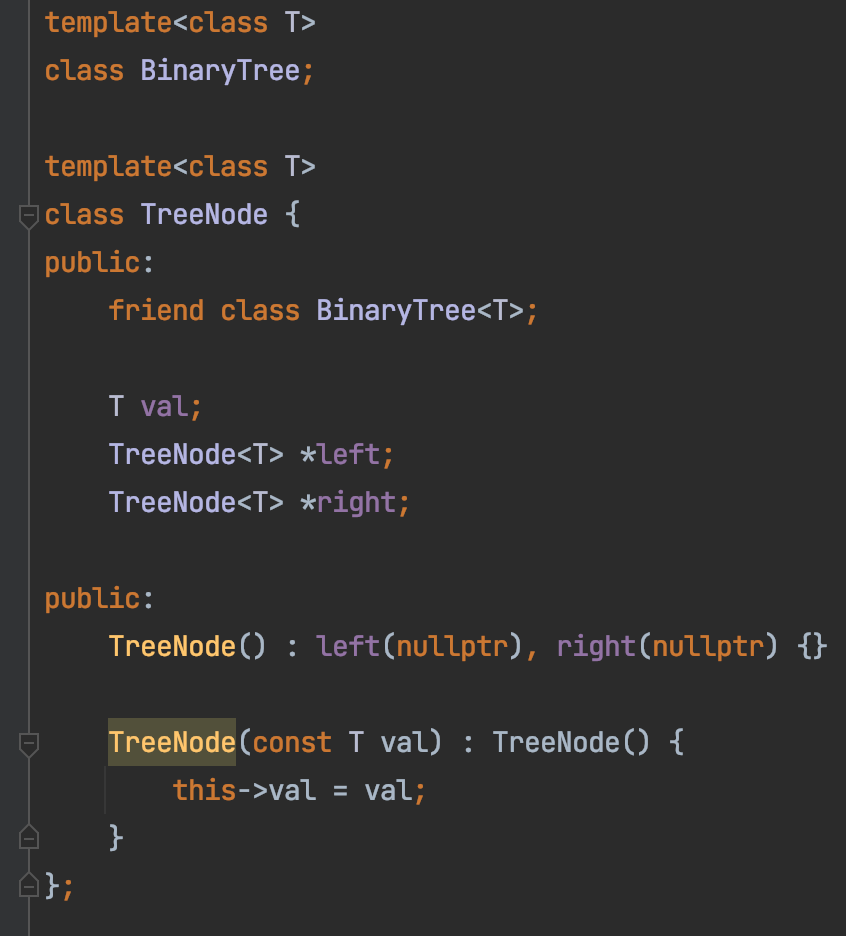 template<class T>
class BinaryTree;
template<class T>
class TreeNode {
public:
friend class BinaryTree<T>;
T val;
TreeNode<T> *left;
TreeNode<T> *right;
public:
TreeNode() : left(nullptr), right(nullptr) {}
TreeNode(const T val) : TreeNode() {
this->val = val;
}
};